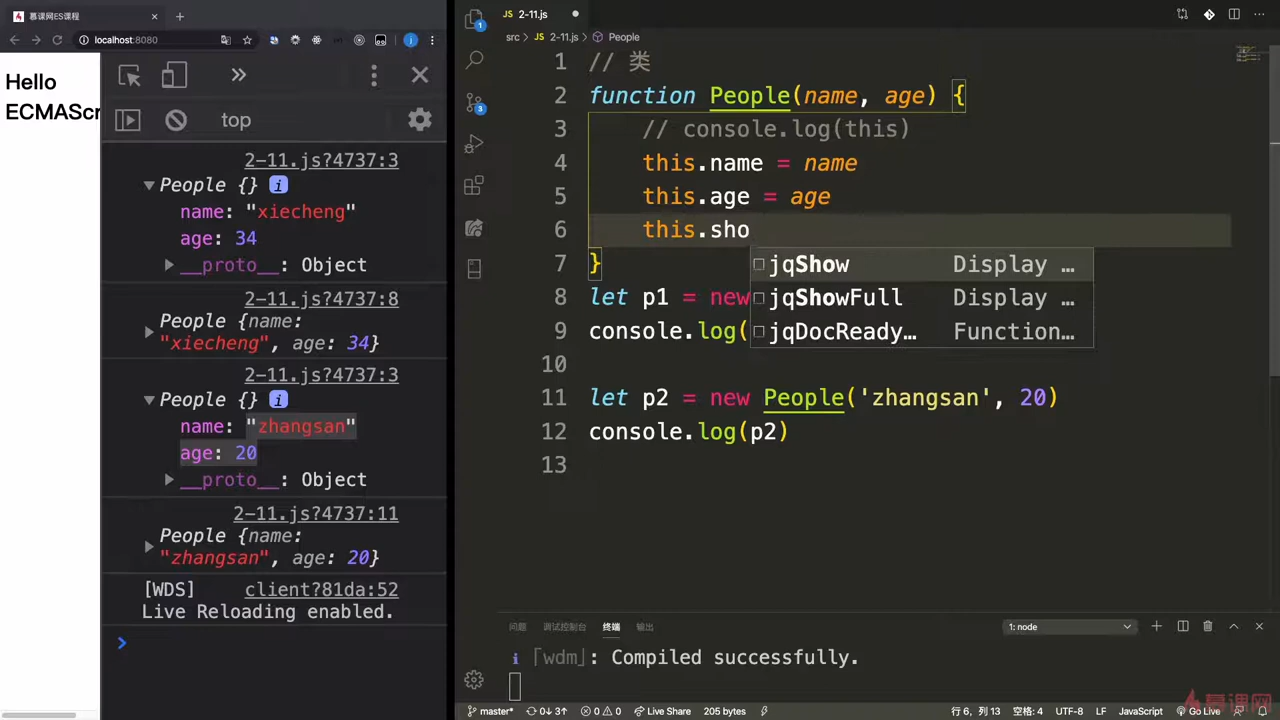 慕课网ES课程
localhost:8080
Hello
ECMAScr
top
2-11.js?4737:3
People {}
name: "xiecheng"
age: 34
__proto__: Object
2-11.js?4737:8
People {name:
"xiecheng", age: 34}
2-11.js?4737:3
People {}
name: "zhangsan"
age: 20
__proto__: Object
2-11.js?4737:11
People {name:
"zhangsan", age: 20}
[WDS] client?81da:52
Live Reloading enabled.
2-11.js
src > JS 2-11.js > People
1 // 类
2 function People(name, age) {
3 // console.log(this)
4 this.name = name
5 this.age = age
6 this.sho
7 }
jqShow Display …
8 let p1 = new
jqShowFull Display …
9 console.log(
jqDocReady… Function…
10
11 let p2 = new People('zhangsan', 20)
12 console.log(p2)
13
问题 调试控制台 终端 输出 1: node
i 「wdm」: Compiled successfully.
慕课网
master* 0↓ 3↑ 0 0 Live Share 205 bytes 行 6, 列 13 空格: 4 UTF-8 LF JavaScript Go Live